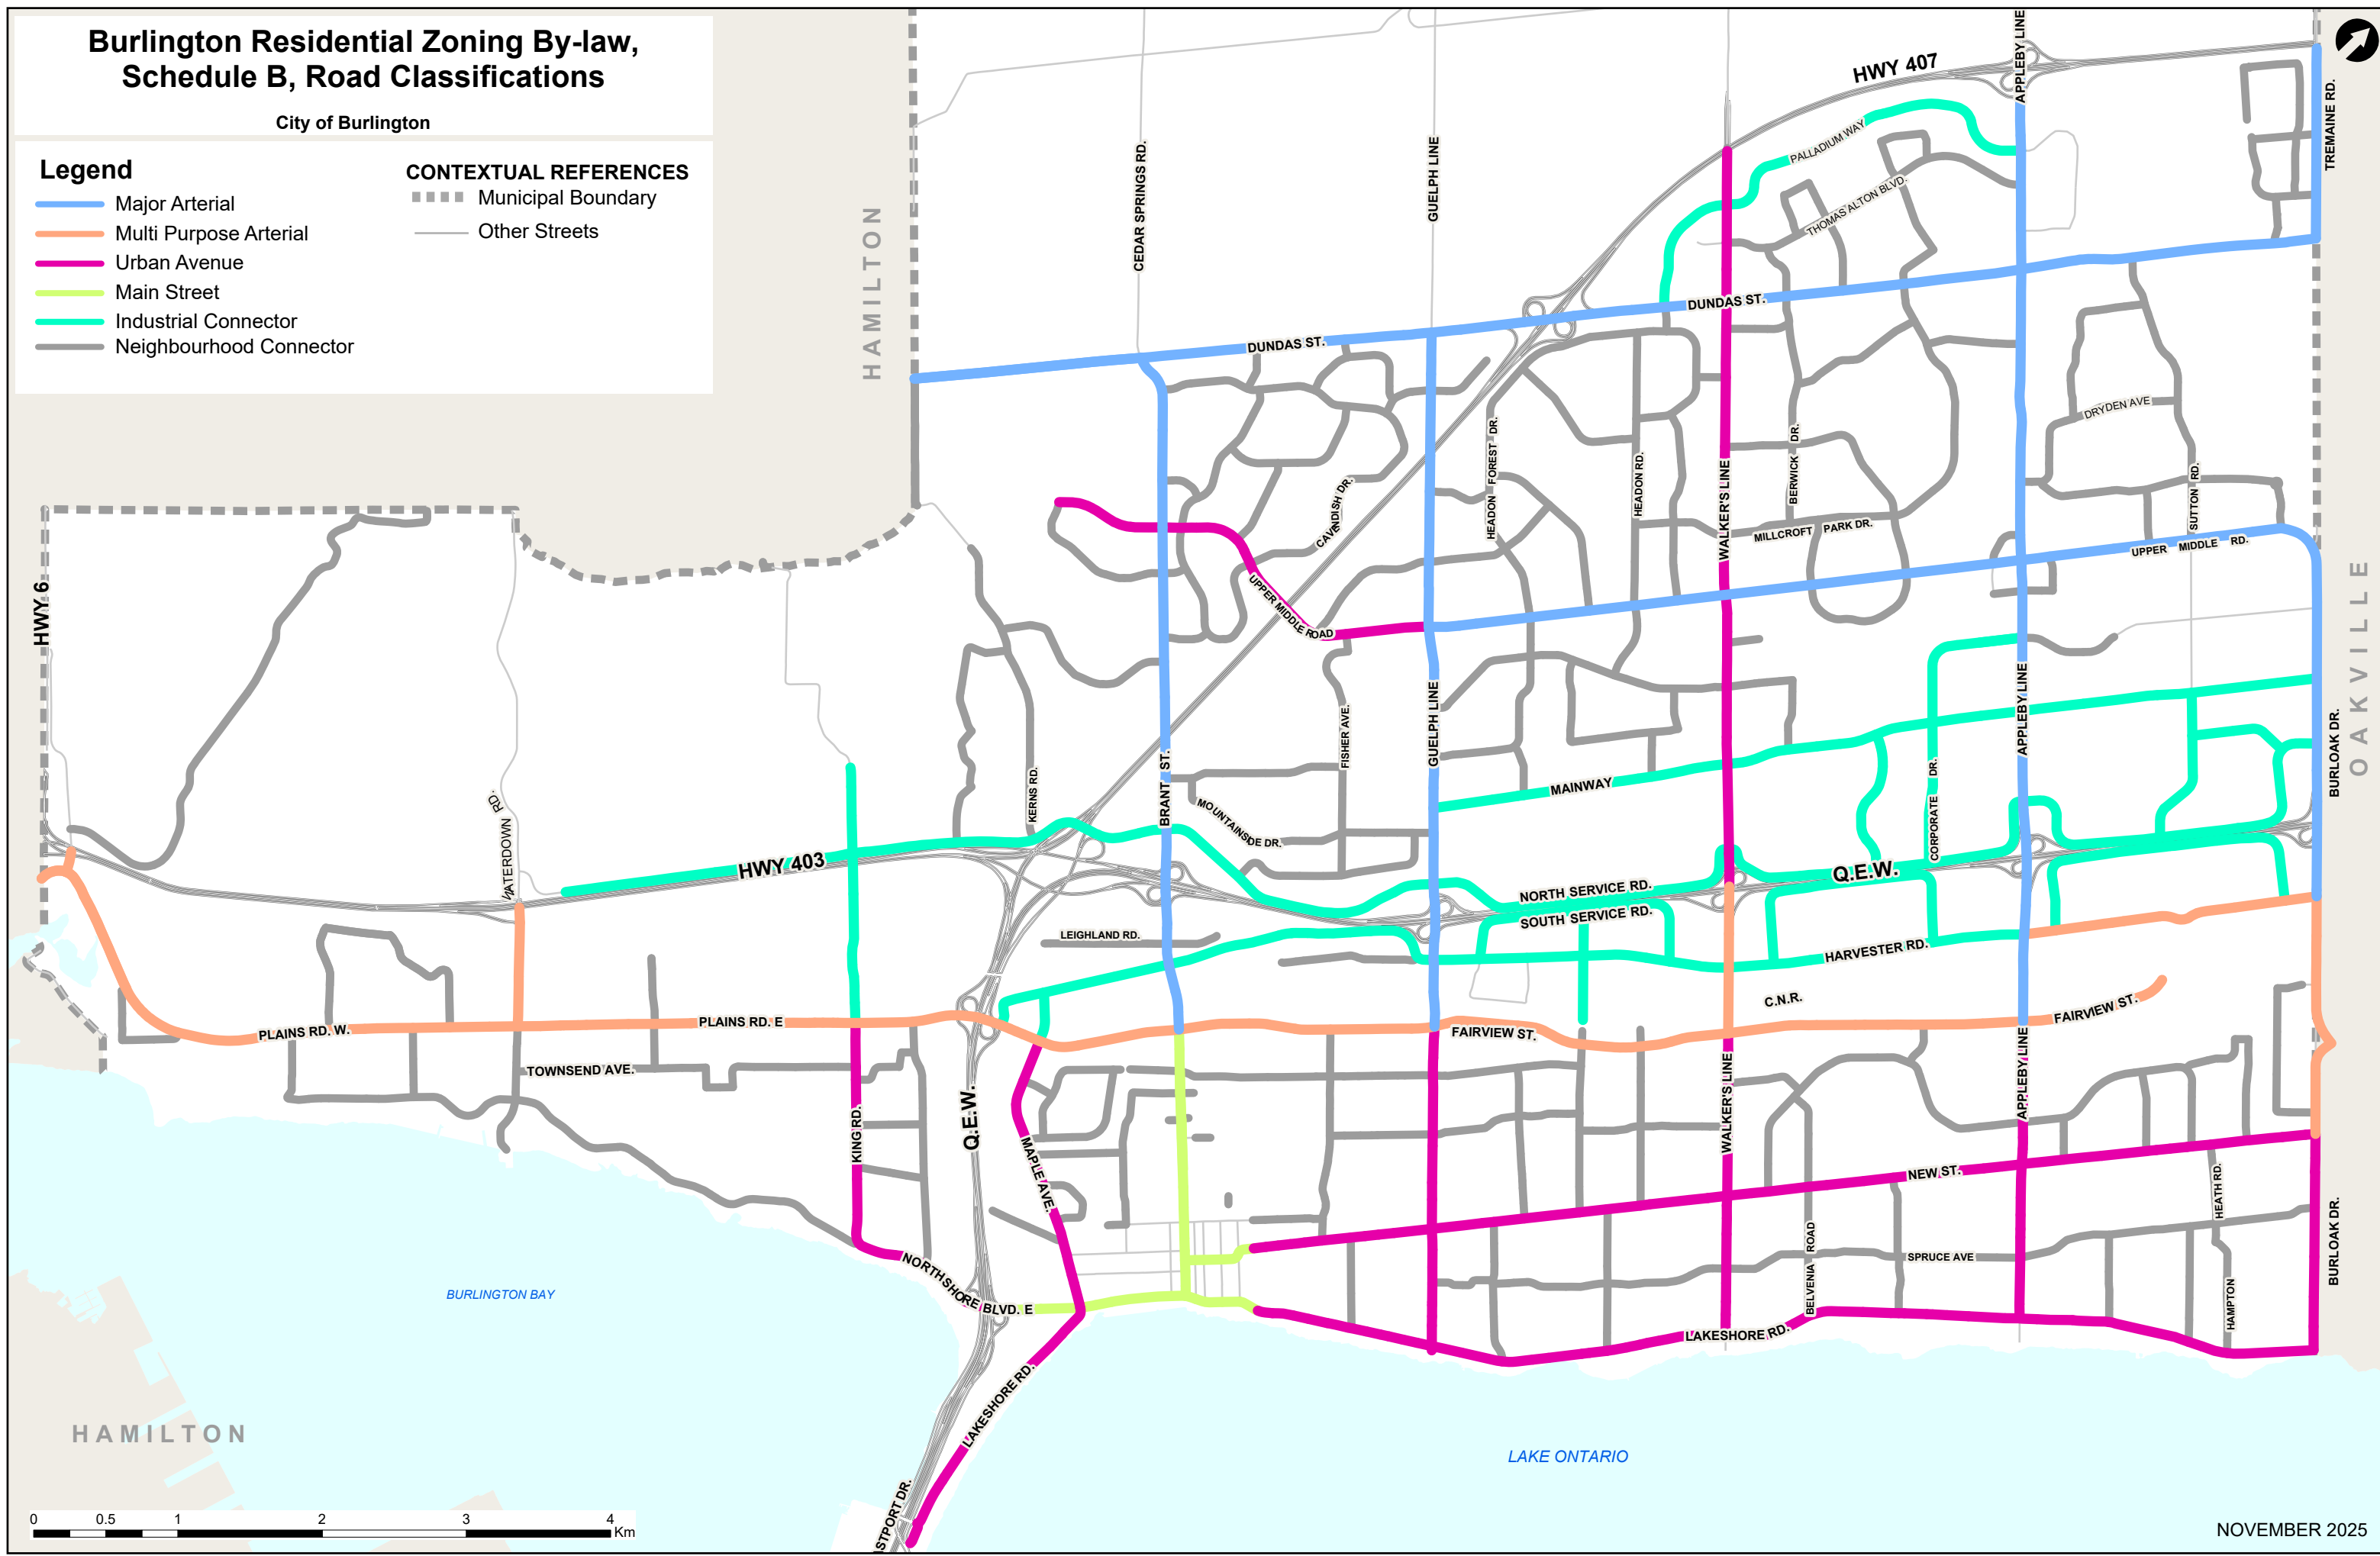 Burlington Residential Zoning By-law,
Schedule B, Road Classifications
City of Burlington
Legend
Major Arterial
Multi Purpose Arterial
Urban Avenue
Main Street
Industrial Connector
Neighbourhood Connector
CONTEXTUAL REFERENCES
Municipal Boundary
Other Streets
HAMILTON
CEDAR SPRINGS RD.
GUELPH LINE
HWY 407
APPLEBY LINE
TREMAINE RD.
PALLADIUM WAY
THOMAS ALTON BLVD.
DUNDAS ST.
DUNDAS ST.
DRYDEN AVE
HEADON FOREST DR.
HEADON RD.
WALKER'S LINE
BERWICK DR.
SUTTON RD.
CAVENDISH DR.
MILLCROFT PARK DR.
UPPER MIDDLE RD.
UPPER MIDDLE ROAD
HWY 6
OAKVILLE
WATERDOWN RD.
KERNS RD.
BRANT ST.
FISHER AVE.
GUELPH LINE
APPLEBY LINE
BURLOAK DR.
MAINWAY
CORPORATE DR.
MOUNTAINSDE DR.
HWY 403
Q.E.W.
NORTH SERVICE RD.
SOUTH SERVICE RD.
LEIGHLAND RD.
HARVESTER RD.
C.N.R.
PLAINS RD. W.
PLAINS RD. E
FAIRVIEW ST.
FAIRVIEW ST.
TOWNSEND AVE.
KING RD.
Q.E.W.
MAPLE AVE.
WALKER'S LINE
APPLEBY LINE
NEW ST.
HEATH RD.
BURLOAK DR.
BELVENIA ROAD
SPRUCE AVE
HAMPTON
NORTH SHORE BLVD. E
LAKESHORE RD.
LAKESHORE RD.
BURLINGTON BAY
LAKE ONTARIO
HAMILTON
STPORT DR.
0 0.5 1 2 3 4
Km
NOVEMBER 2025